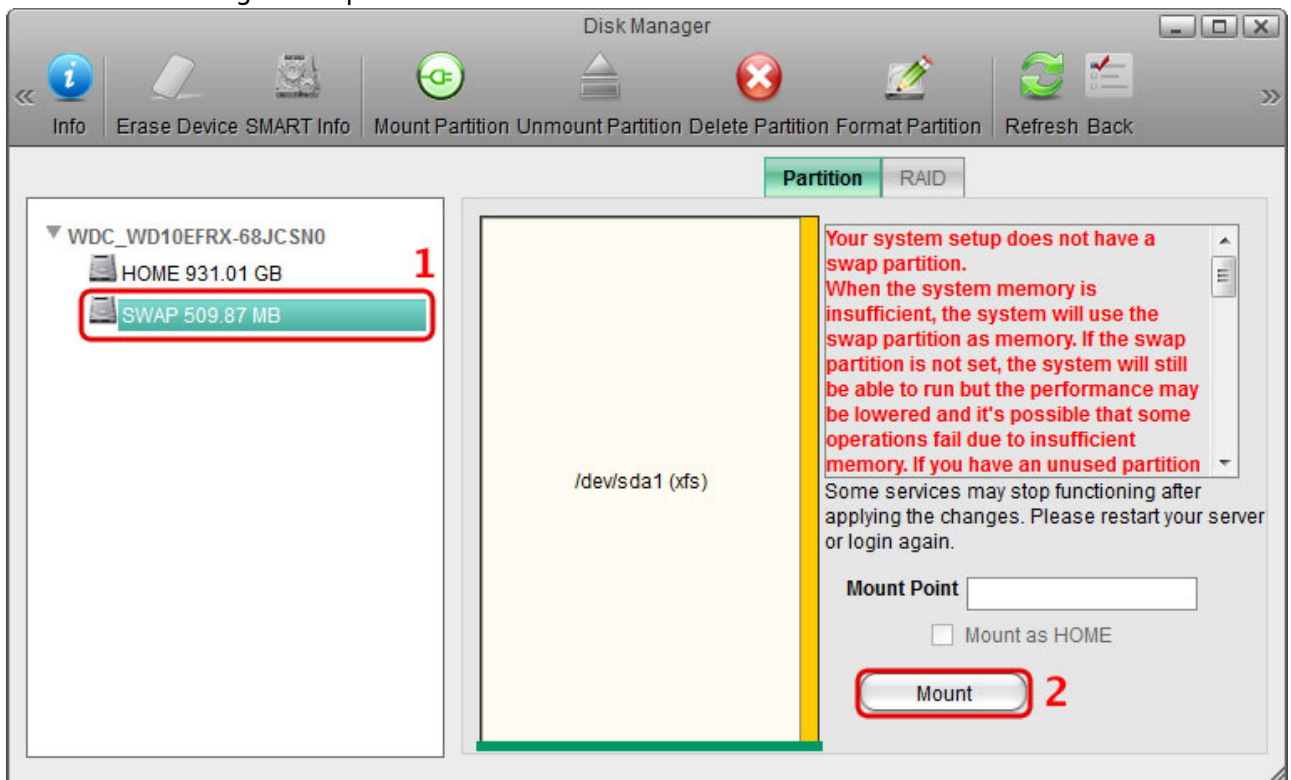 Disk Manager
Info Erase Device SMART Info Mount Partition Unmount Partition Delete Partition Format Partition Refresh Back
Partition RAID
WDC_WD10EFRX-68JCSN0
HOME 931.01 GB
1
SWAP 509.87 MB
/dev/sda1 (xfs)
Your system setup does not have a
swap partition.
When the system memory is
insufficient, the system will use the
swap partition as memory. If the swap
partition is not set, the system will still
be able to run but the performance may
be lowered and it's possible that some
operations fail due to insufficient
memory. If you have an unused partition
Some services may stop functioning after
applying the changes. Please restart your server
or login again.
Mount Point
Mount as HOME
Mount 2